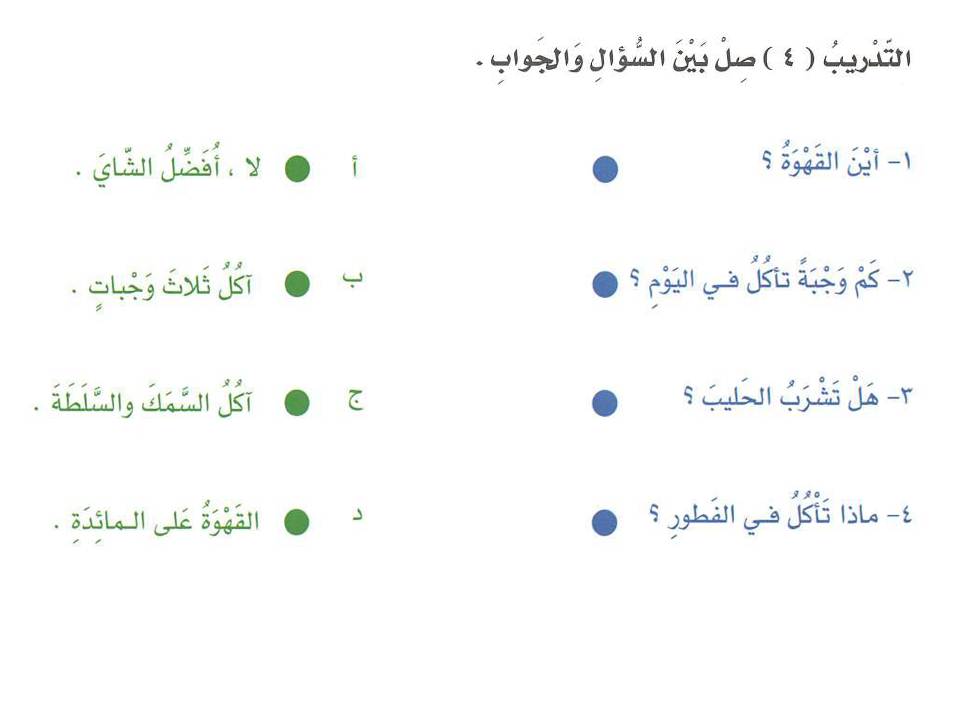 التّدْريبُ ( ٤ ) صِلْ بَيْنَ السُّؤالِ وَالجَوابِ .
١- أيْنَ القَهْوَةُ ؟ أ لا ، أُفَضِّلُ الشّايَ .
٢- كَمْ وَجْبَةً تأكُلُ في اليَوْمِ ؟ ب آكُلُ ثَلاثَ وَجْباتٍ .
٣- هَلْ تَشْرَبُ الحَليبَ ؟ ج آكُلُ السَّمَكَ والسَّلَطَةَ .
٤- ماذا تَأْكُلُ في الفَطورِ ؟ د القَهْوَةُ عَلى المائِدَةِ .